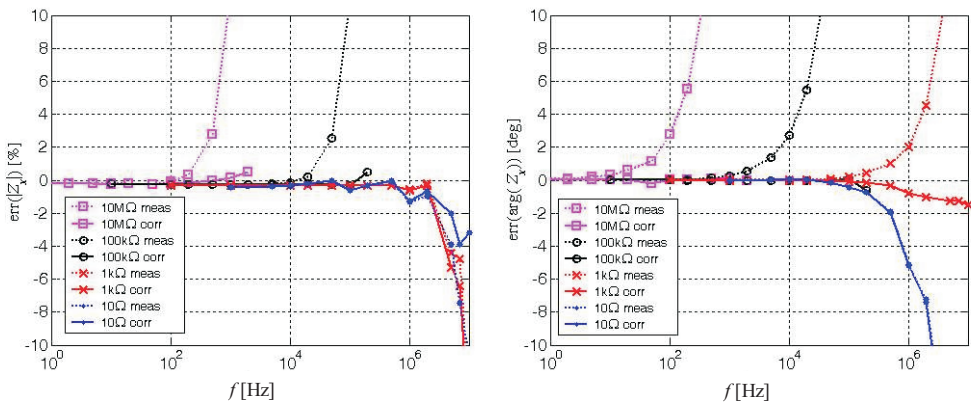 err(|Zx|) [%]
10
8
6
4
2
0
-2
-4
-6
-8
-10
10MΩ meas
10MΩ corr
100kΩ meas
100kΩ corr
1kΩ meas
1kΩ corr
10Ω meas
10Ω corr
10^0
10^2
10^4
10^6
f [Hz]
err(arg(Zx)) [deg]
10
8
6
4
2
0
-2
-4
-6
-8
-10
10MΩ meas
10MΩ corr
100kΩ meas
100kΩ corr
1kΩ meas
1kΩ corr
10Ω meas
10Ω corr
10^0
10^2
10^4
10^6
f [Hz]